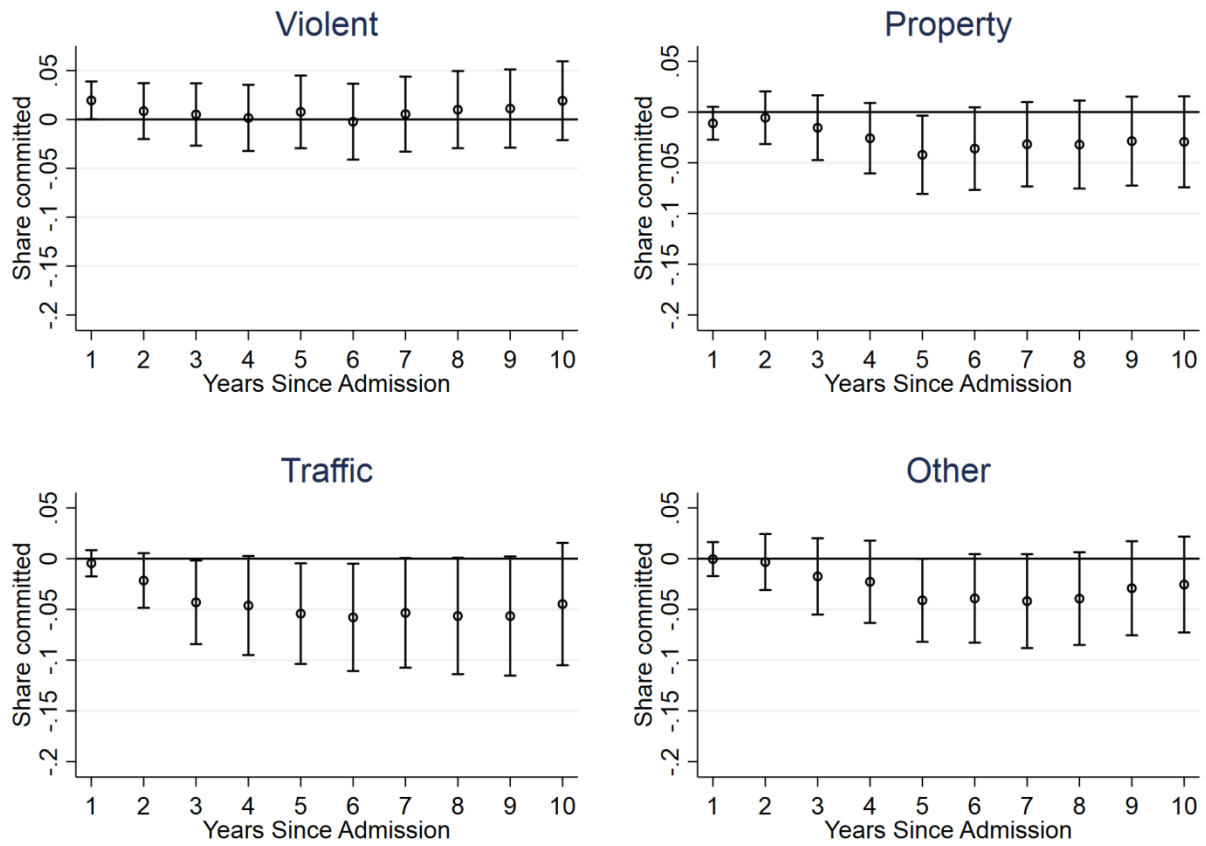 Violent
Share committed
.05
0
-.05
-.1
-.15
-.2
1 2 3 4 5 6 7 8 9 10
Years Since Admission
Property
Share committed
.05
0
-.05
-.1
-.15
-.2
1 2 3 4 5 6 7 8 9 10
Years Since Admission
Traffic
Share committed
.05
0
-.05
-.1
-.15
-.2
1 2 3 4 5 6 7 8 9 10
Years Since Admission
Other
Share committed
.05
0
-.05
-.1
-.15
-.2
1 2 3 4 5 6 7 8 9 10
Years Since Admission